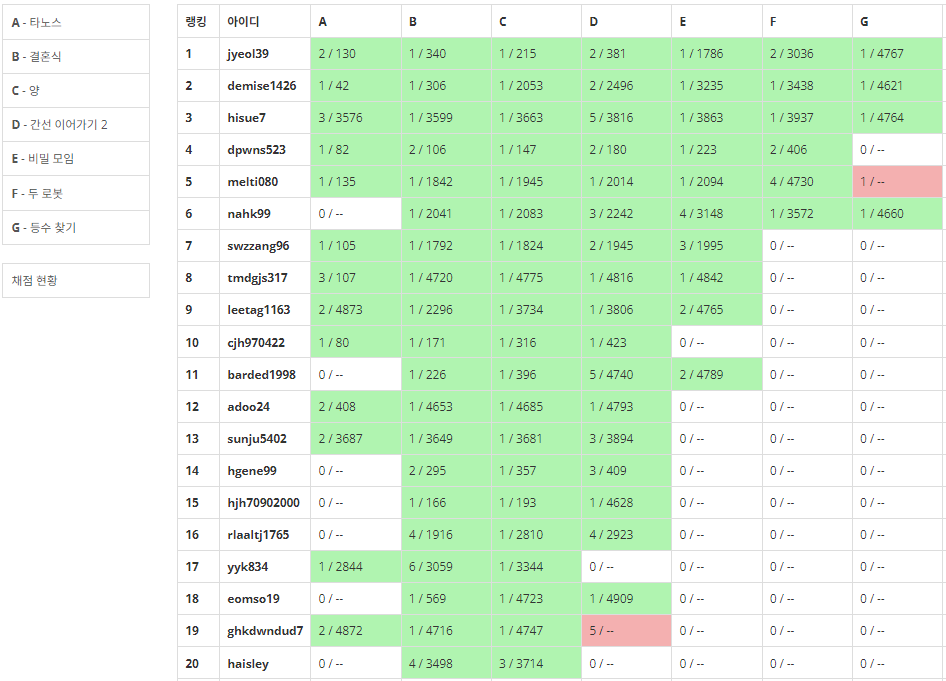 A - 타노스
B - 결혼식
C - 양
D - 간선 이어가기 2
E - 비밀 모임
F - 두 로봇
G - 등수 찾기
채점 현황
랭킹 아이디 A B C D E F G
1 jyeol39 2 / 130 1 / 340 1 / 215 2 / 381 1 / 1786 2 / 3036 1 / 4767
2 demise1426 1 / 42 1 / 306 1 / 2053 2 / 2496 1 / 3235 1 / 3438 1 / 4621
3 hisue7 3 / 3576 1 / 3599 1 / 3663 5 / 3816 1 / 3863 1 / 3937 1 / 4764
4 dpwns523 1 / 82 2 / 106 1 / 147 2 / 180 1 / 223 2 / 406 0 / --
5 melti080 1 / 135 1 / 1842 1 / 1945 1 / 2014 1 / 2094 4 / 4730 1 / --
6 nahk99 0 / -- 1 / 2041 1 / 2083 3 / 2242 4 / 3148 1 / 3572 1 / 4660
7 swzzang96 1 / 105 1 / 1792 1 / 1824 2 / 1945 3 / 1995 0 / -- 0 / --
8 tmdgjs317 3 / 107 1 / 4720 1 / 4775 1 / 4816 1 / 4842 0 / -- 0 / --
9 leetag1163 2 / 4873 1 / 2296 1 / 3734 1 / 3806 2 / 4765 0 / -- 0 / --
10 cjh970422 1 / 80 1 / 171 1 / 316 1 / 423 0 / -- 0 / -- 0 / --
11 barded1998 0 / -- 1 / 226 1 / 396 5 / 4740 2 / 4789 0 / -- 0 / --
12 adoo24 2 / 408 1 / 4653 1 / 4685 1 / 4793 0 / -- 0 / -- 0 / --
13 sunju5402 2 / 3687 1 / 3649 1 / 3681 3 / 3894 0 / -- 0 / -- 0 / --
14 hgene99 0 / -- 2 / 295 1 / 357 3 / 409 0 / -- 0 / -- 0 / --
15 hjh70902000 0 / -- 1 / 166 1 / 193 1 / 4628 0 / -- 0 / -- 0 / --
16 rlaaltj1765 0 / -- 4 / 1916 1 / 2810 4 / 2923 0 / -- 0 / -- 0 / --
17 yyk834 1 / 2844 6 / 3059 1 / 3344 0 / -- 0 / -- 0 / -- 0 / --
18 eomso19 0 / -- 1 / 569 1 / 4723 1 / 4909 0 / -- 0 / -- 0 / --
19 ghkdwndud7 2 / 4872 1 / 4716 1 / 4747 5 / -- 0 / -- 0 / -- 0 / --
20 haisley 0 / -- 4 / 3498 3 / 3714 0 / -- 0 / -- 0 / -- 0 / --